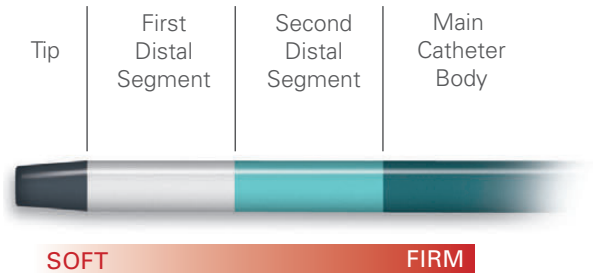 Tip
First
Distal
Segment
Second
Distal
Segment
Main
Catheter
Body
SOFT
FIRM